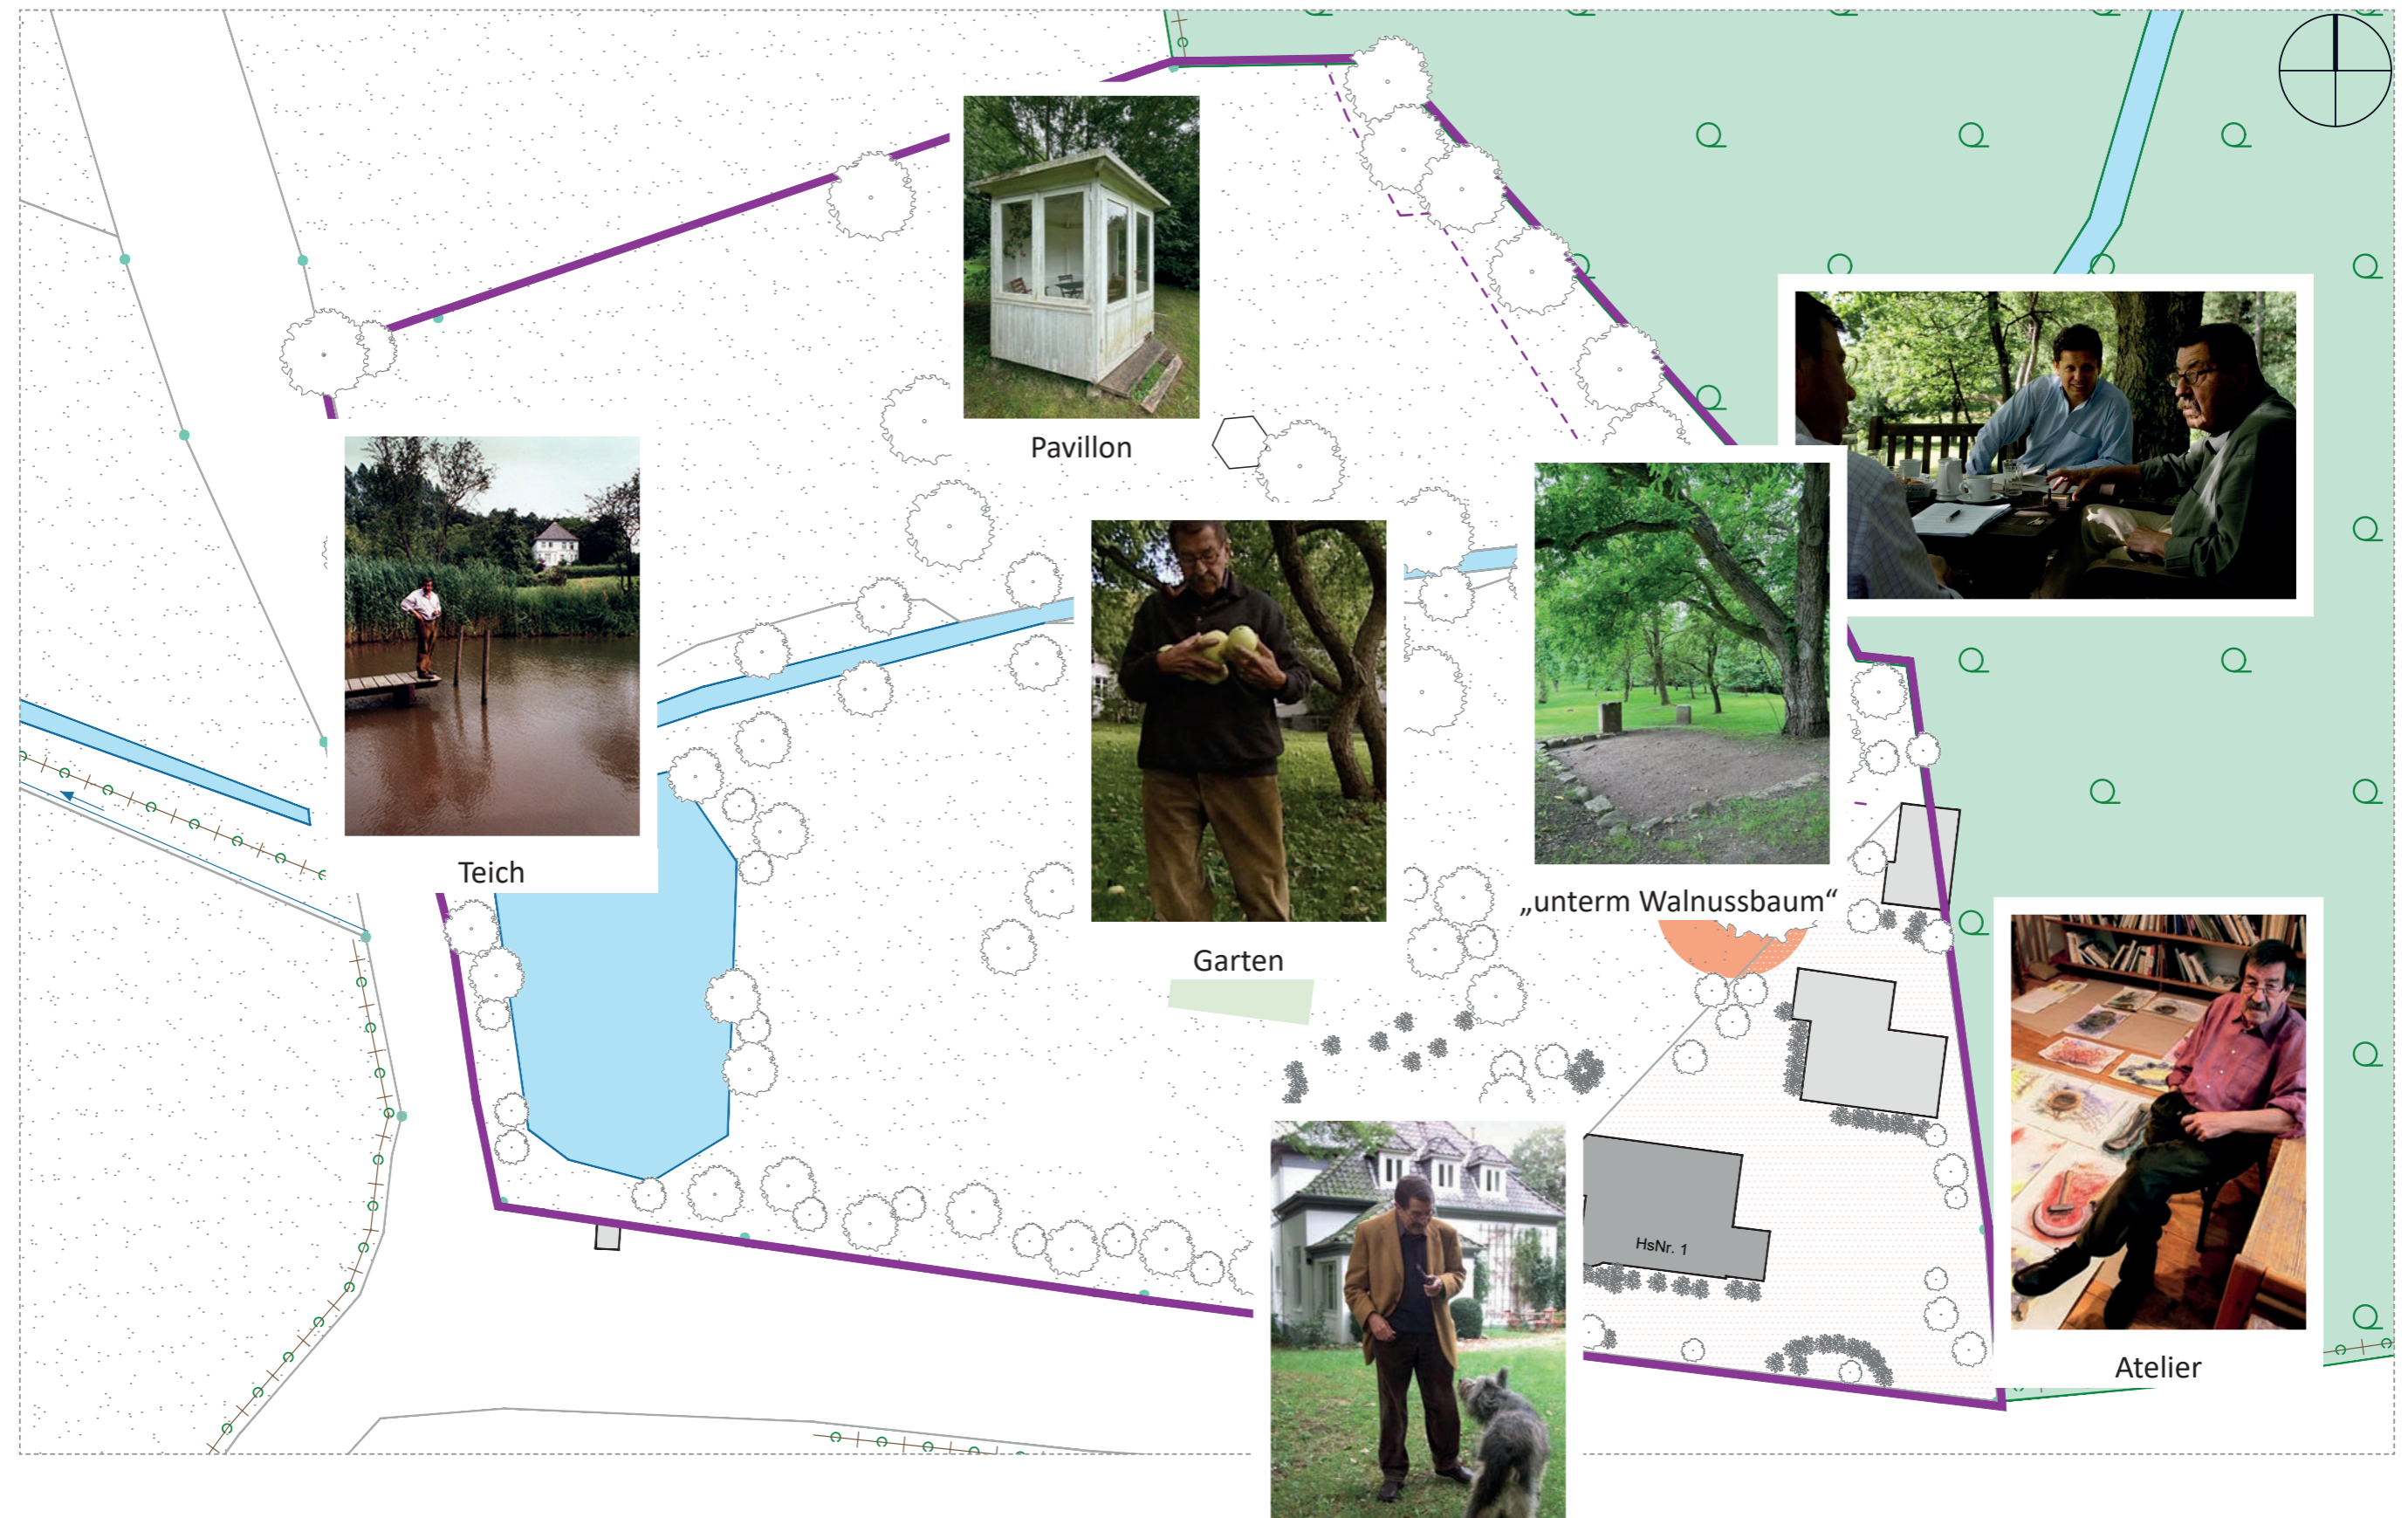 Pavillon
Teich
„unterm Walnussbaum“
Garten
HsNr. 1
Atelier